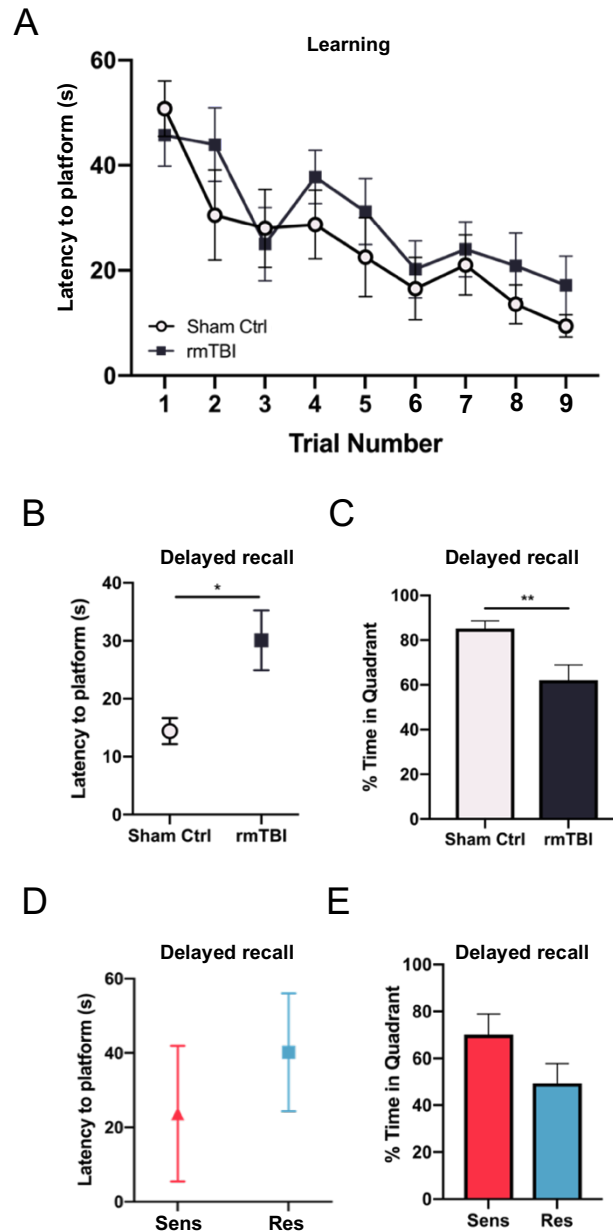 A
Learning
Latency to platform (s)
60
40
20
0
Sham Ctrl
rmTBI
1 2 3 4 5 6 7 8 9
Trial Number
B
Delayed recall
*
Latency to platform (s)
40
30
20
10
0
Sham Ctrl rmTBI
C
Delayed recall
**
% Time in Quadrant
100
80
60
40
20
0
Sham Ctrl rmTBI
D
Delayed recall
Latency to platform (s)
60
40
20
0
Sens Res
E
Delayed recall
% Time in Quadrant
100
80
60
40
20
0
Sens Res